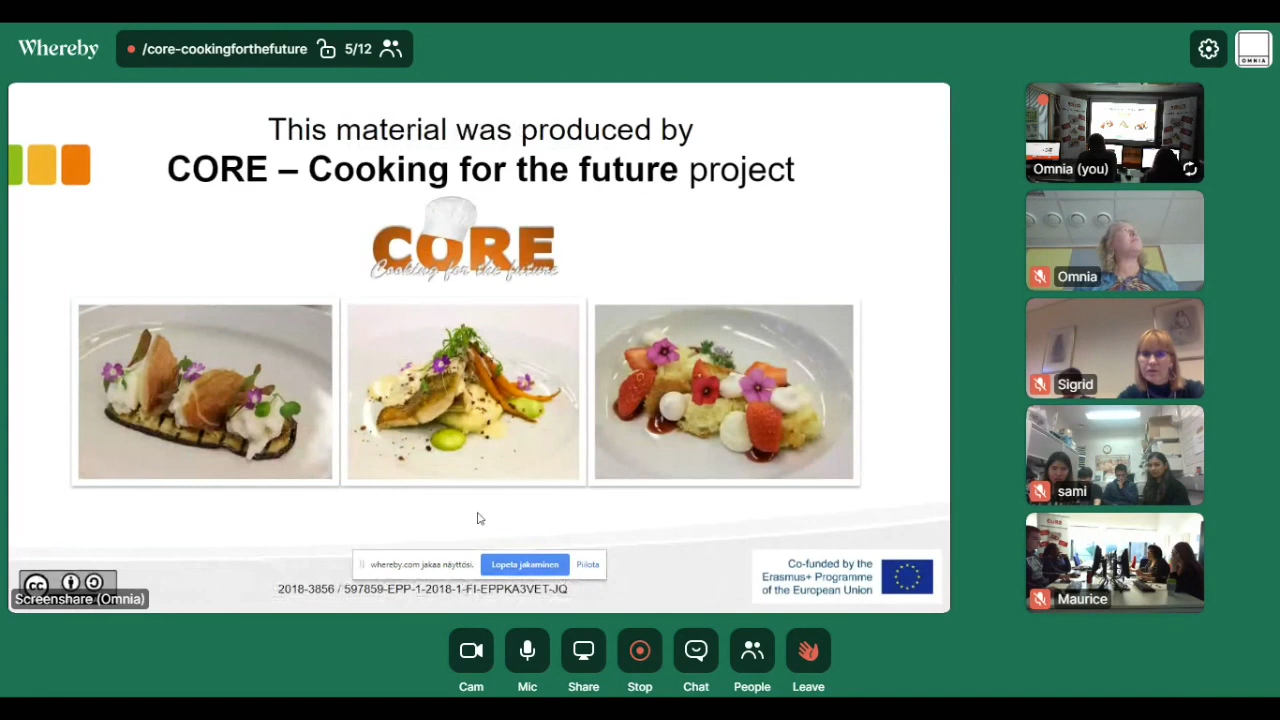 Whereby
/core-cookingforthefuture
5/12
OMNIA
This material was produced by
CORE – Cooking for the future project
CORE
Cooking for the future
whereby.com jakaa näyttösi.
Lopeta jakaminen
Piilota
2018-3856 / 597859-EPP-1-2018-1-FI-EPPKA3VET-JQ
Co-funded by the
Erasmus+ Programme
of the European Union
cc
Screenshare (Omnia)
Omnia (you)
Omnia
Sigrid
sami
CORE
Maurice
Cam
Mic
Share
Stop
Chat
People
Leave